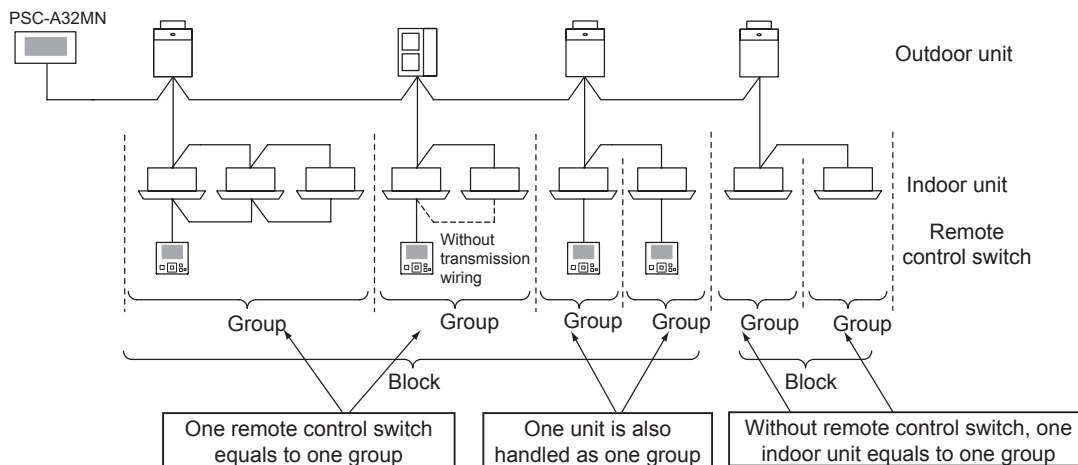 PSC-A32MN
Outdoor unit
Indoor unit
Remote
control switch
Without
transmission
wiring
Group
Group
Group
Group
Group
Group
Block
Block
One remote control switch
equals to one group
One unit is also
handled as one group
Without remote control switch, one
indoor unit equals to one group